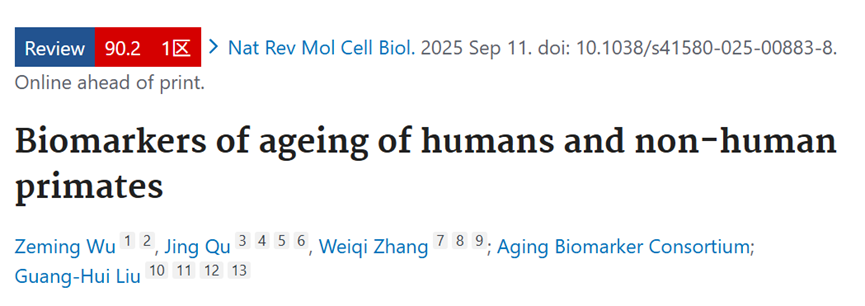 Review 90.2 1区 > Nat Rev Mol Cell Biol. 2025 Sep 11. doi: 10.1038/s41580-025-00883-8.
Online ahead of print.
Biomarkers of ageing of humans and non-human
primates
Zeming Wu 1 2, Jing Qu 3 4 5 6, Weiqi Zhang 7 8 9; Aging Biomarker Consortium;
Guang-Hui Liu 10 11 12 13